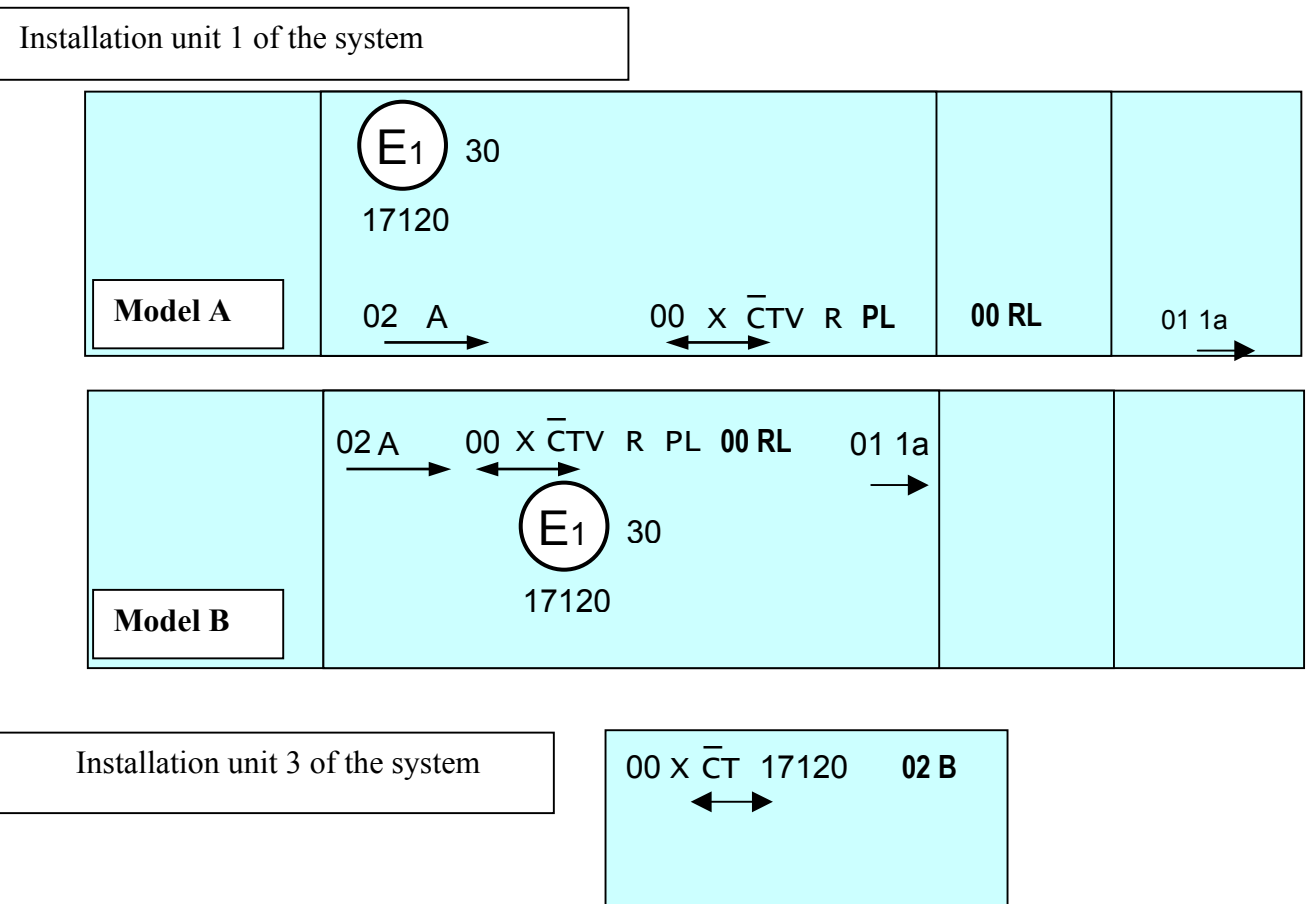 Installation unit 1 of the system
E1 30
17120
Model A
02 A 00 X C̅TV R PL 00 RL 01 1a
02 A 00 X C̅TV R PL 00 RL 01 1a
E1 30
17120
Model B
Installation unit 3 of the system
00 X C̅T 17120 02 B